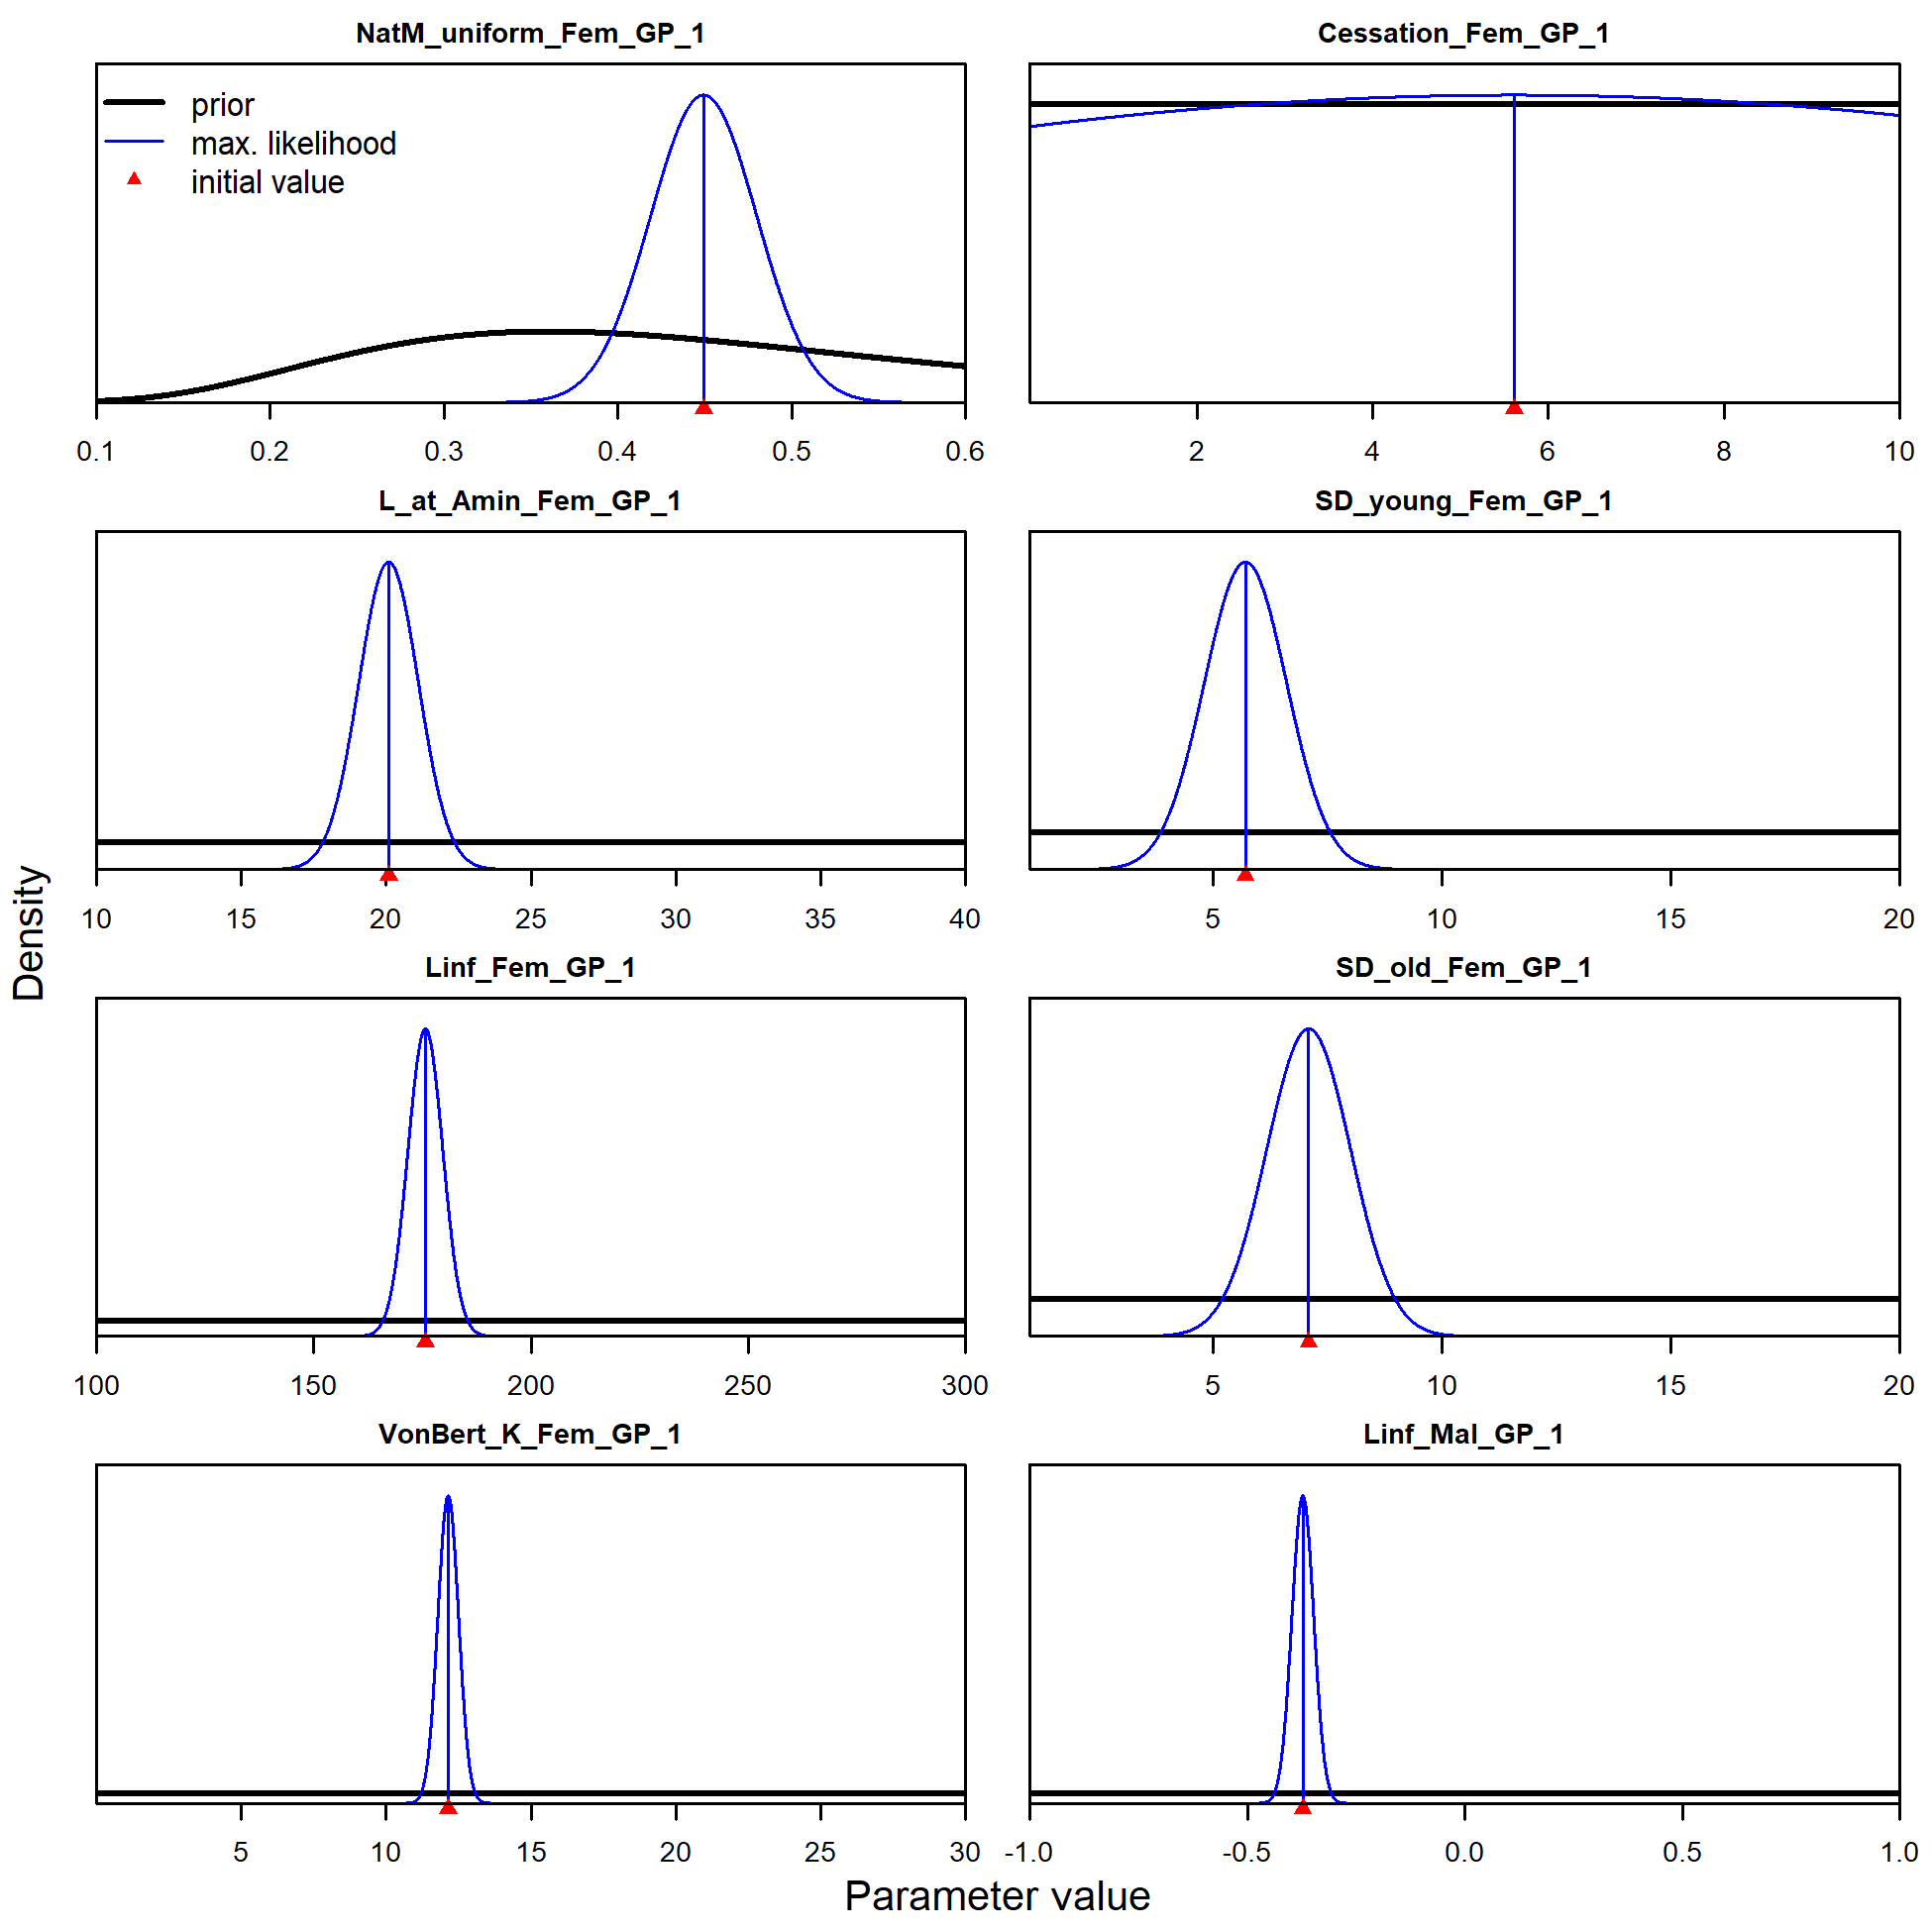 NatM_uniform_Fem_GP_1
prior
max. likelihood
initial value
0.1 0.2 0.3 0.4 0.5 0.6
Cessation_Fem_GP_1
2 4 6 8 10
L_at_Amin_Fem_GP_1
10 15 20 25 30 35 40
SD_young_Fem_GP_1
5 10 15 20
Linf_Fem_GP_1
100 150 200 250 300
SD_old_Fem_GP_1
5 10 15 20
VonBert_K_Fem_GP_1
5 10 15 20 25 30
Linf_Mal_GP_1
-1.0 -0.5 0.0 0.5 1.0
Density
Parameter value